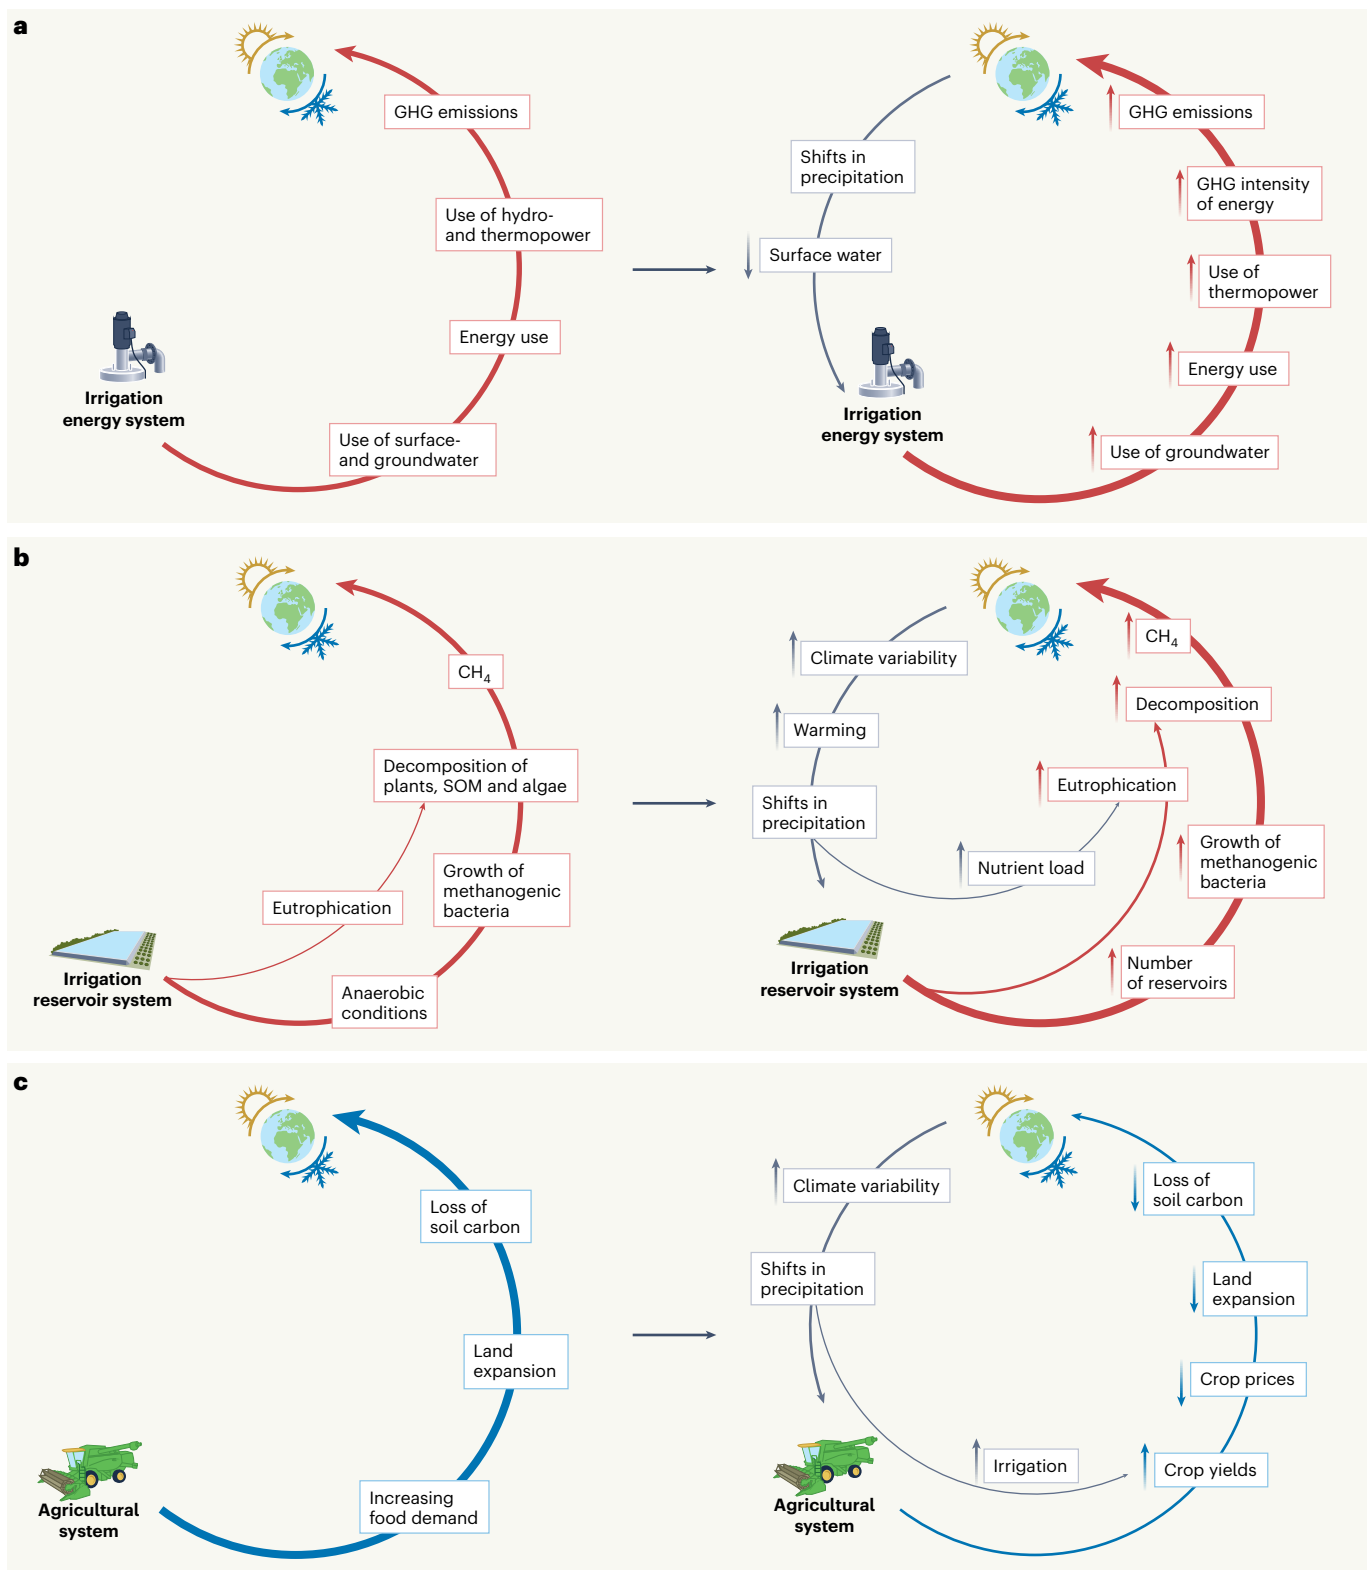 a
GHG emissions
Use of hydro-
and thermopower
Energy use
Irrigation
energy system
Use of surface-
and groundwater
Shifts in
precipitation
Surface water
Irrigation
energy system
GHG emissions
GHG intensity
of energy
Use of
thermopower
Energy use
Use of groundwater
b
CH₄
Decomposition of
plants, SOM and algae
Growth of
methanogenic
bacteria
Eutrophication
Irrigation
reservoir system
Anaerobic
conditions
Climate variability
Warming
Shifts in
precipitation
Nutrient load
Irrigation
reservoir system
CH₄
Decomposition
Eutrophication
Growth of
methanogenic
bacteria
Number
of reservoirs
c
Loss of
soil carbon
Land
expansion
Agricultural
system
Increasing
food demand
Climate variability
Shifts in
precipitation
Irrigation
Agricultural
system
Loss of
soil carbon
Land
expansion
Crop prices
Crop yields